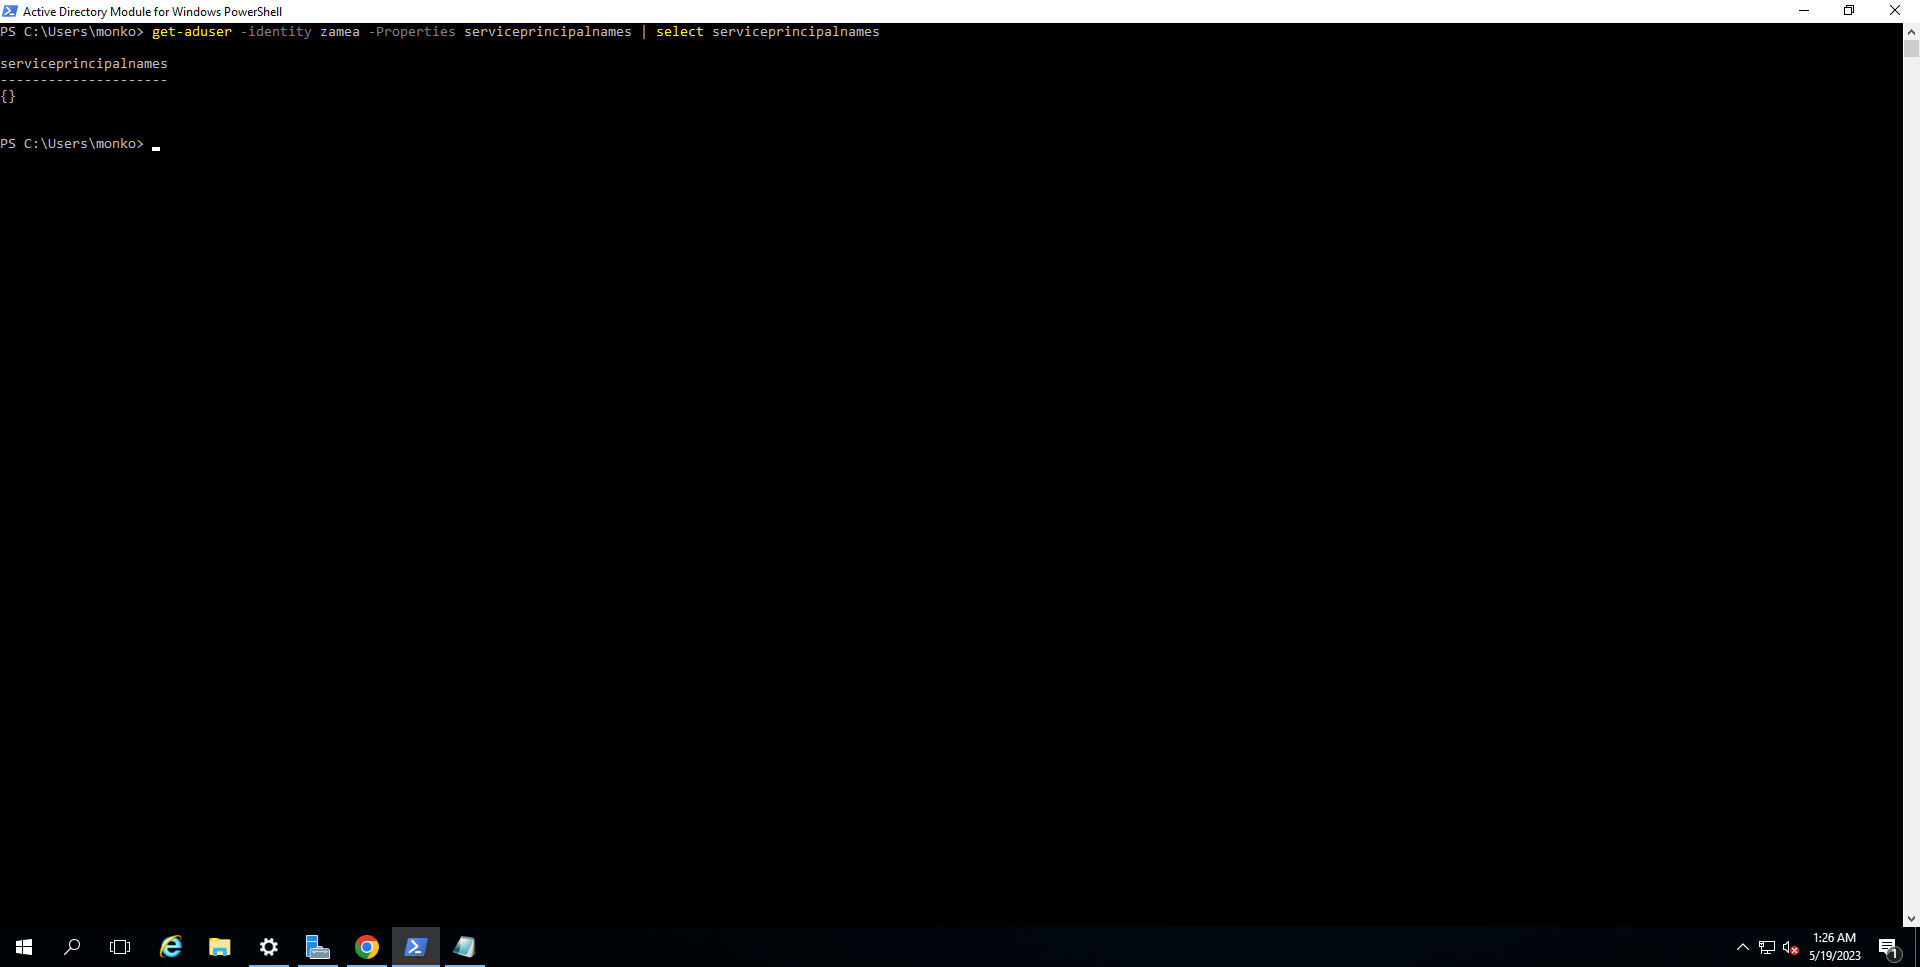 Active Directory Module for Windows PowerShell
PS C:\Users\monko> get-aduser -identity zamea -Properties serviceprincipalnames | select serviceprincipalnames
serviceprincipalnames
---------------------
{}
PS C:\Users\monko>
1:26 AM
5/19/2023
1